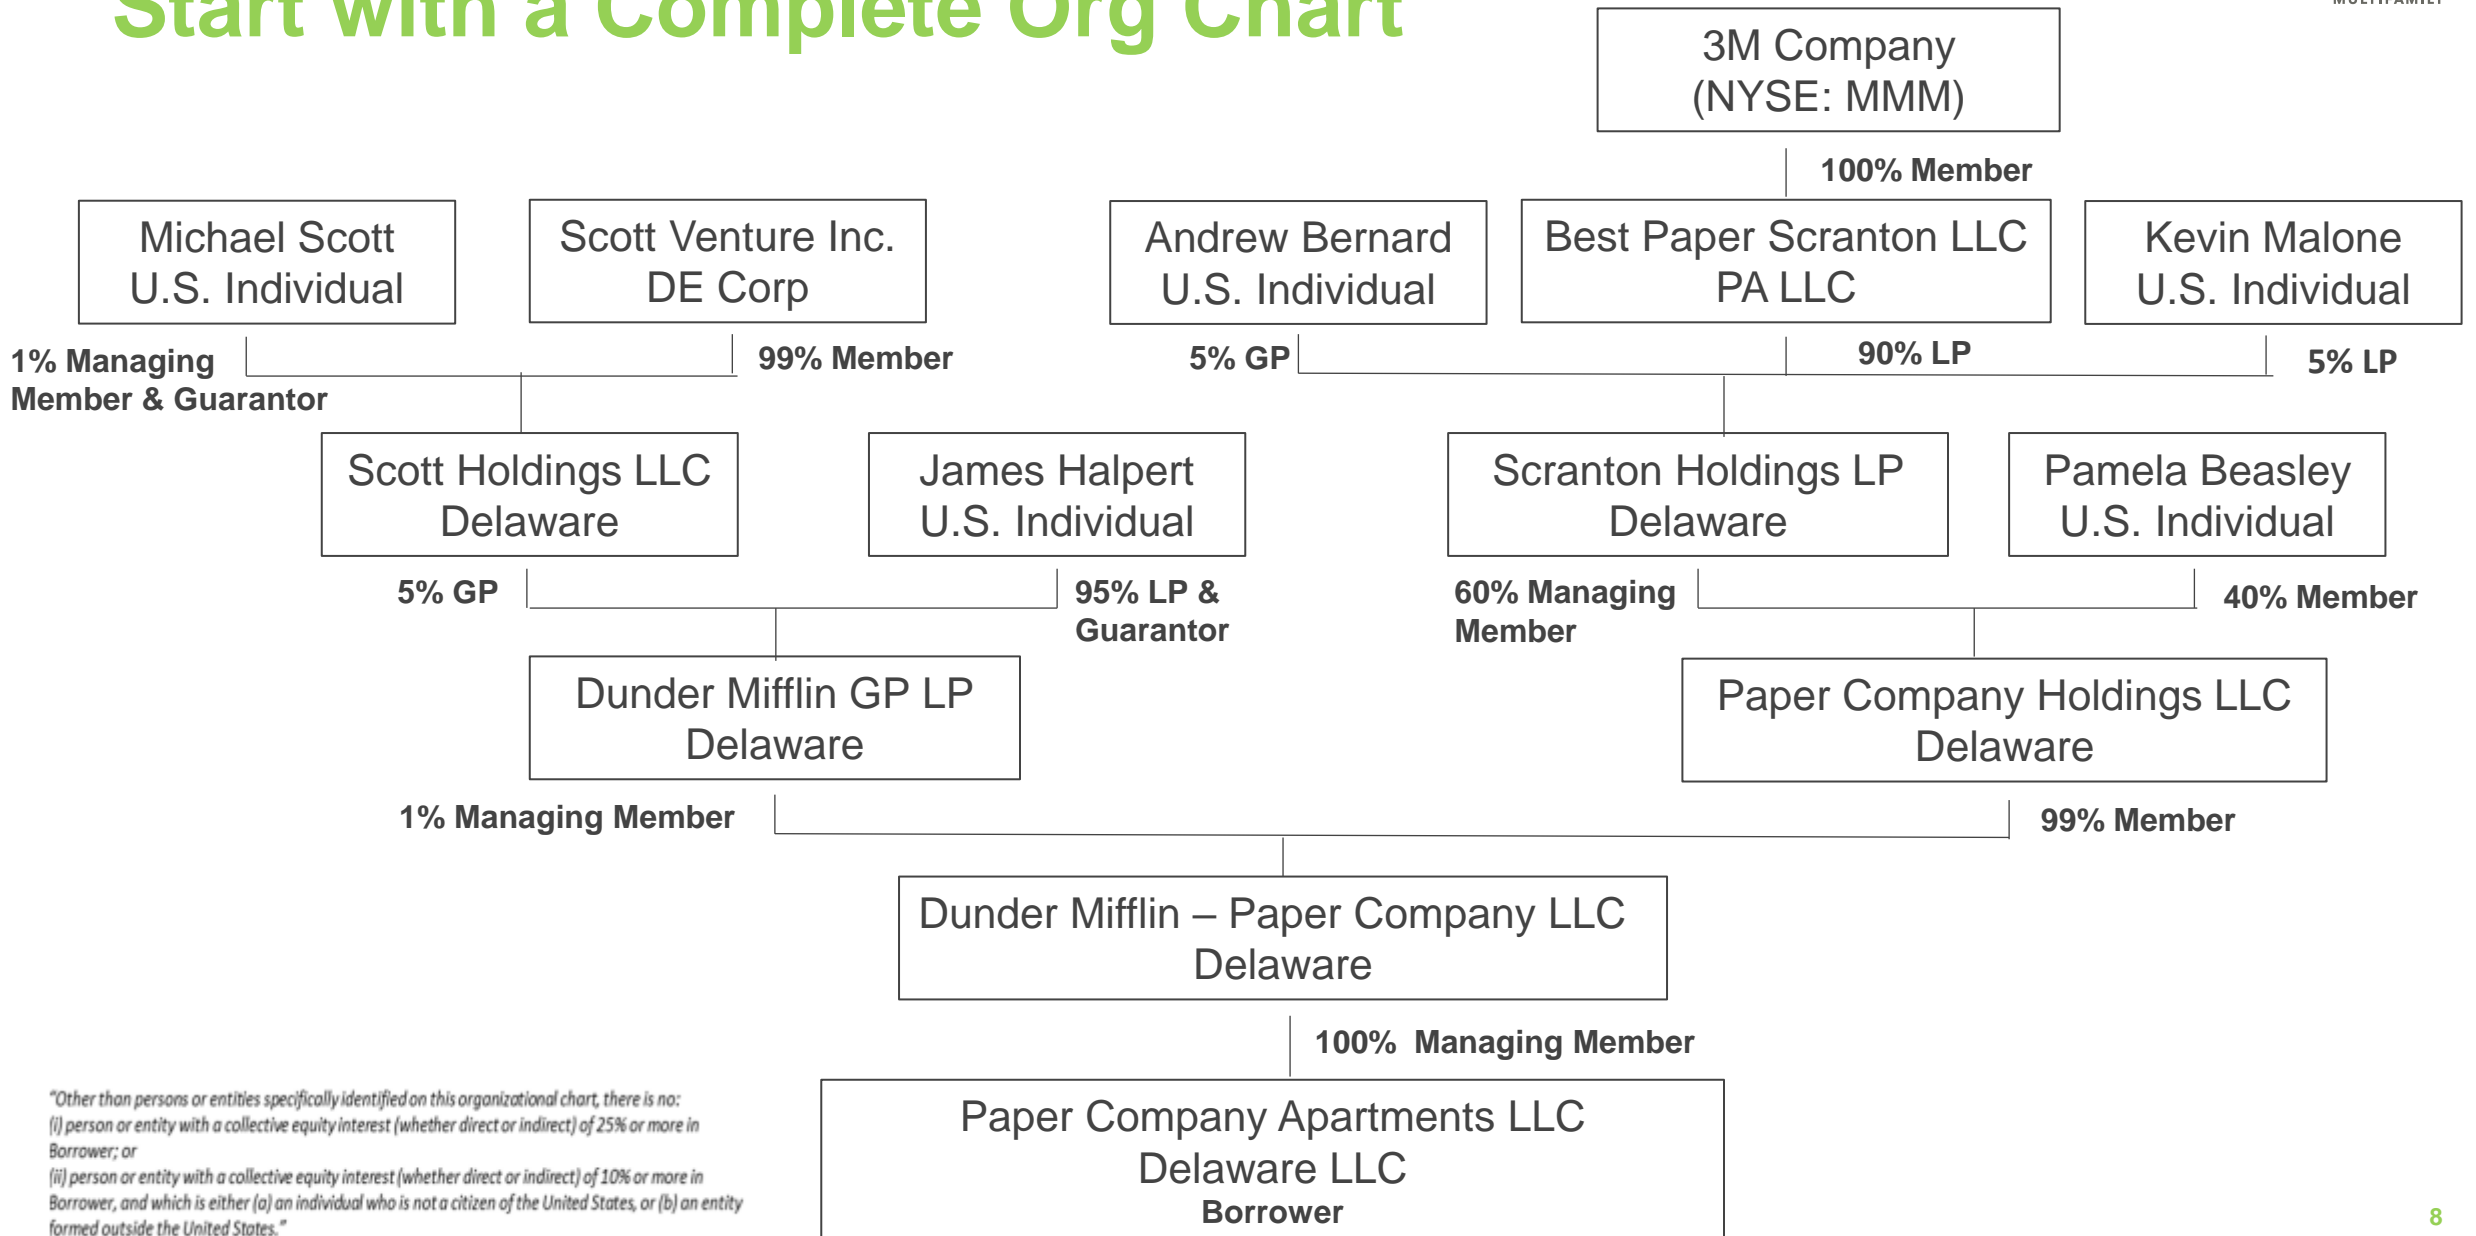 Start with a Complete Org Chart
MULTIFAMILY
3M Company
(NYSE: MMM)
100% Member
Michael Scott
U.S. Individual
Scott Venture Inc.
DE Corp
Andrew Bernard
U.S. Individual
Best Paper Scranton LLC
PA LLC
Kevin Malone
U.S. Individual
1% Managing
Member & Guarantor
99% Member
5% GP
90% LP
5% LP
Scott Holdings LLC
Delaware
James Halpert
U.S. Individual
Scranton Holdings LP
Delaware
Pamela Beasley
U.S. Individual
5% GP
95% LP &
Guarantor
60% Managing
Member
40% Member
Dunder Mifflin GP LP
Delaware
Paper Company Holdings LLC
Delaware
1% Managing Member
99% Member
Dunder Mifflin – Paper Company LLC
Delaware
100% Managing Member
Paper Company Apartments LLC
Delaware LLC
Borrower
"Other than persons or entities specifically identified on this organizational chart, there is no:
(i) person or entity with a collective equity interest (whether direct or indirect) of 25% or more in
Borrower; or
(ii) person or entity with a collective equity interest (whether direct or indirect) of 10% or more in
Borrower, and which is either (a) an individual who is not a citizen of the United States, or (b) an entity
formed outside the United States."
8